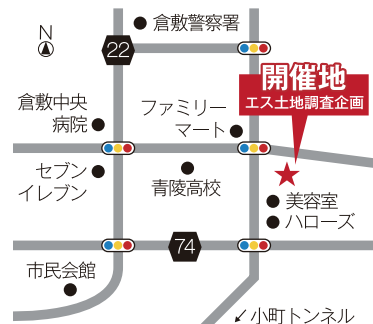 倉敷警察署
N
22
開催地
エス土地調査企画
倉敷中央
病院
ファミリー
マート
セブン
イレブン
青陵高校
美容室
ハローズ
74
市民会館
小町トンネル